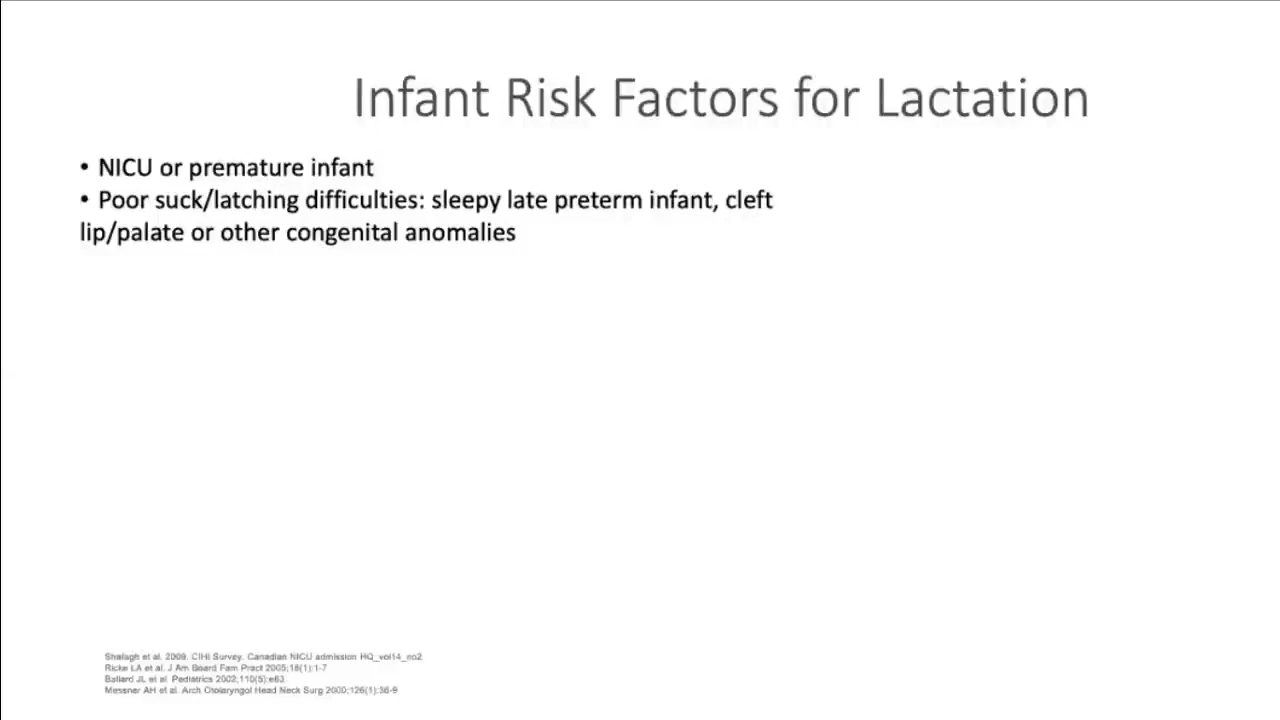 Infant Risk Factors for Lactation
• NICU or premature infant
• Poor suck/latching difficulties: sleepy late preterm infant, cleft
lip/palate or other congenital anomalies
Shallagh et al. 2009. CIHI Survey. Canadian NICU admission HQ_vol14_no2
Ricke LA et al. J Am Board Fam Pract 2005;18(1):1-7
Ballard JL et al. Pediatrics 2002;110(5):e63.
Messner AH et al. Arch Otolaryngol Head Neck Surg 2000;126(1):36-9